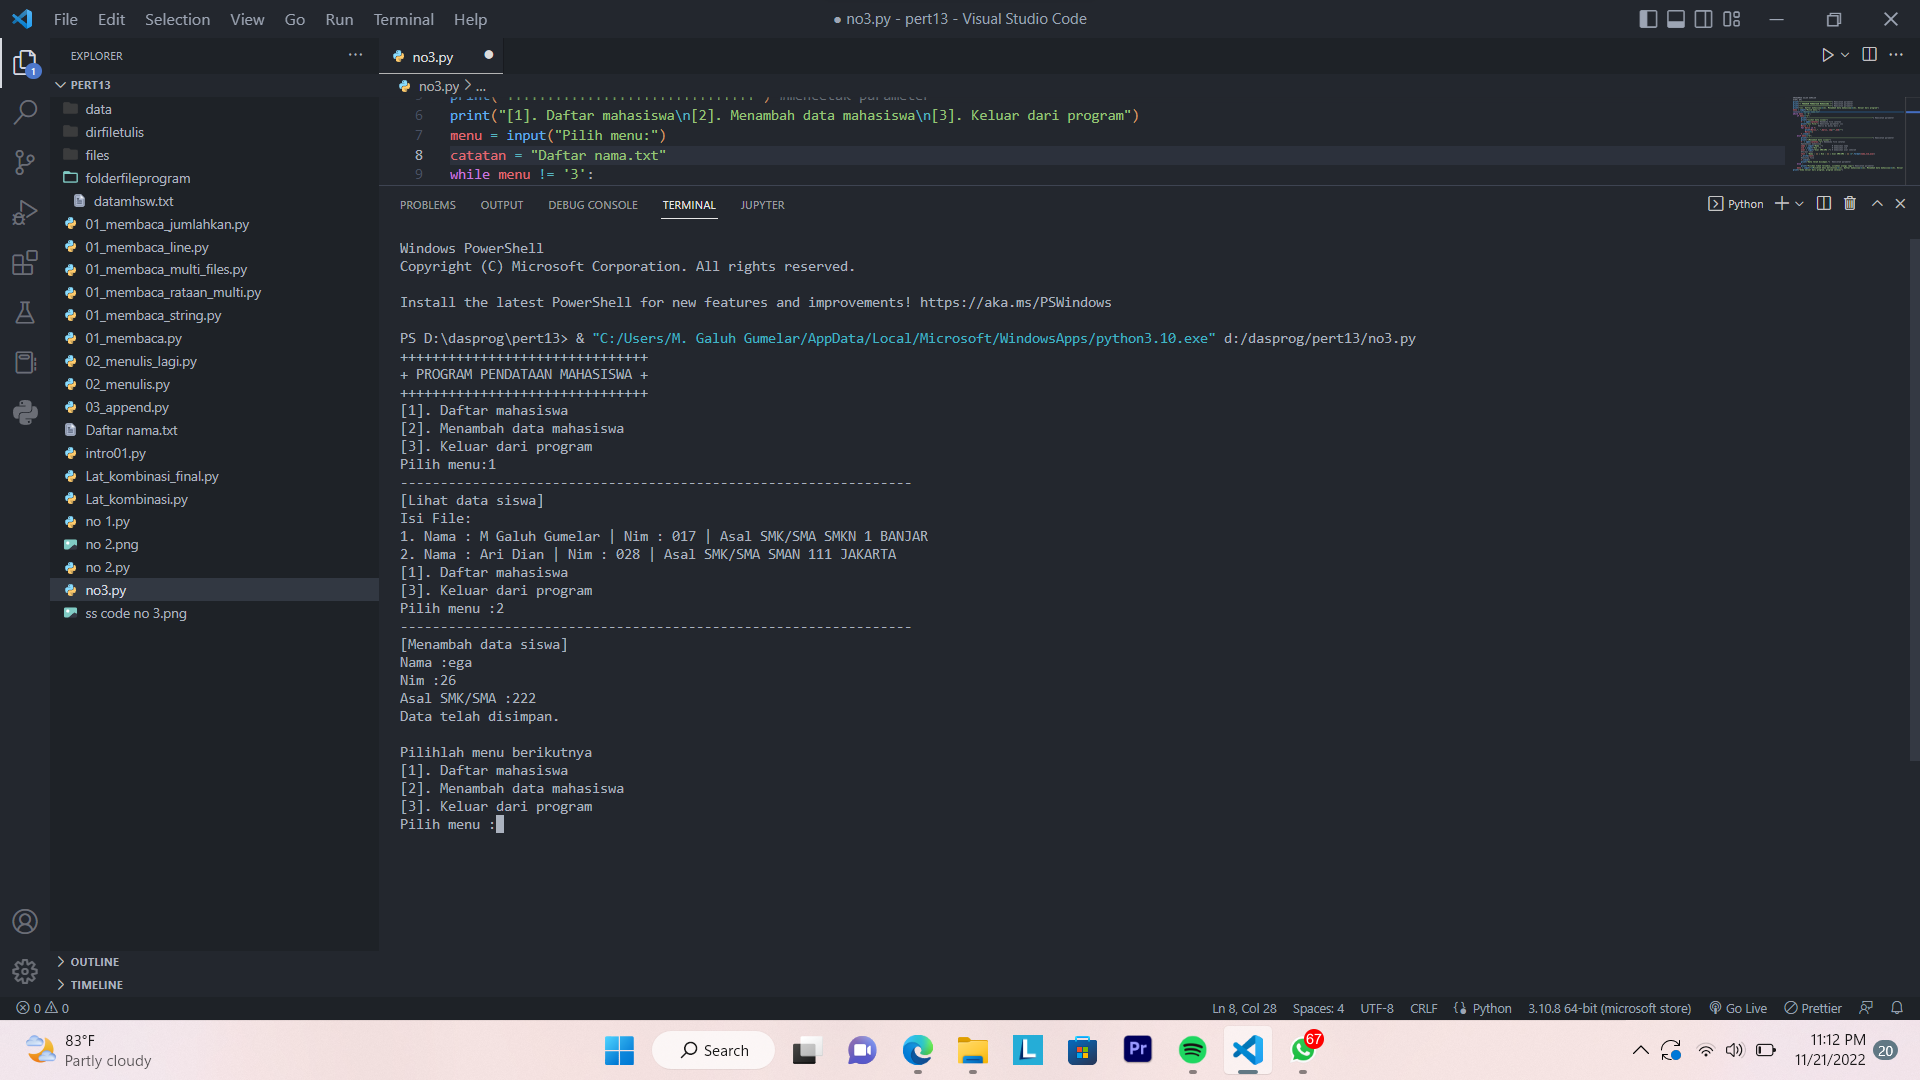 File Edit Selection View Go Run Terminal Help
● no3.py - pert13 - Visual Studio Code
EXPLORER
PERT13
data
dirfiletulis
files
folderfileprogram
datamhsw.txt
01_membaca_jumlahkan.py
01_membaca_line.py
01_membaca_multi_files.py
01_membaca_rataan_multi.py
01_membaca_string.py
01_membaca.py
02_menulis_lagi.py
02_menulis.py
03_append.py
Daftar nama.txt
intro01.py
Lat_kombinasi_final.py
Lat_kombinasi.py
no 1.py
no 2.png
no 2.py
no3.py
ss code no 3.png
OUTLINE
TIMELINE
1
no3.py
no3.py > ...
6 print("[1]. Daftar mahasiswa\n[2]. Menambah data mahasiswa\n[3]. Keluar dari program")
7 menu = input("Pilih menu:")
8 catatan = "Daftar nama.txt"
9 while menu != '3':
PROBLEMS OUTPUT DEBUG CONSOLE TERMINAL JUPYTER
Python
Windows PowerShell
Copyright (C) Microsoft Corporation. All rights reserved.
Install the latest PowerShell for new features and improvements! https://aka.ms/PSWindows
PS D:\dasprog\pert13> & "C:/Users/M. Galuh Gumelar/AppData/Local/Microsoft/WindowsApps/python3.10.exe" d:/dasprog/pert13/no3.py
+++++++++++++++++++++++++++++++
+ PROGRAM PENDATAAN MAHASISWA +
+++++++++++++++++++++++++++++++
[1]. Daftar mahasiswa
[2]. Menambah data mahasiswa
[3]. Keluar dari program
Pilih menu:1
----------------------------------------------------------------
[Lihat data siswa]
Isi File:
1. Nama : M Galuh Gumelar | Nim : 017 | Asal SMK/SMA SMKN 1 BANJAR
2. Nama : Ari Dian | Nim : 028 | Asal SMK/SMA SMAN 111 JAKARTA
[1]. Daftar mahasiswa
[3]. Keluar dari program
Pilih menu :2
----------------------------------------------------------------
[Menambah data siswa]
Nama :ega
Nim :26
Asal SMK/SMA :222
Data telah disimpan.
Pilihlah menu berikutnya
[1]. Daftar mahasiswa
[2]. Menambah data mahasiswa
[3]. Keluar dari program
Pilih menu :
0 0
Ln 8, Col 28 Spaces: 4 UTF-8 CRLF Python 3.10.8 64-bit (microsoft store) Go Live Prettier
83°F
Partly cloudy
Search
L
Pr
67
11:12 PM
11/21/2022
20